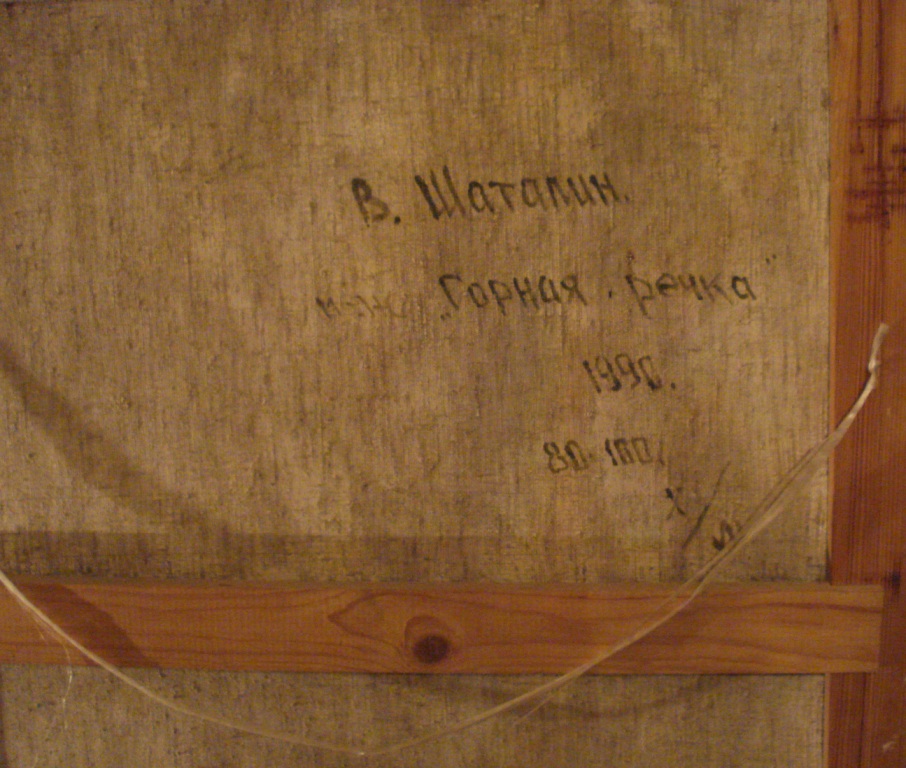 В. Шаталин.
„Горная речка"
1990.
80·100.
х/